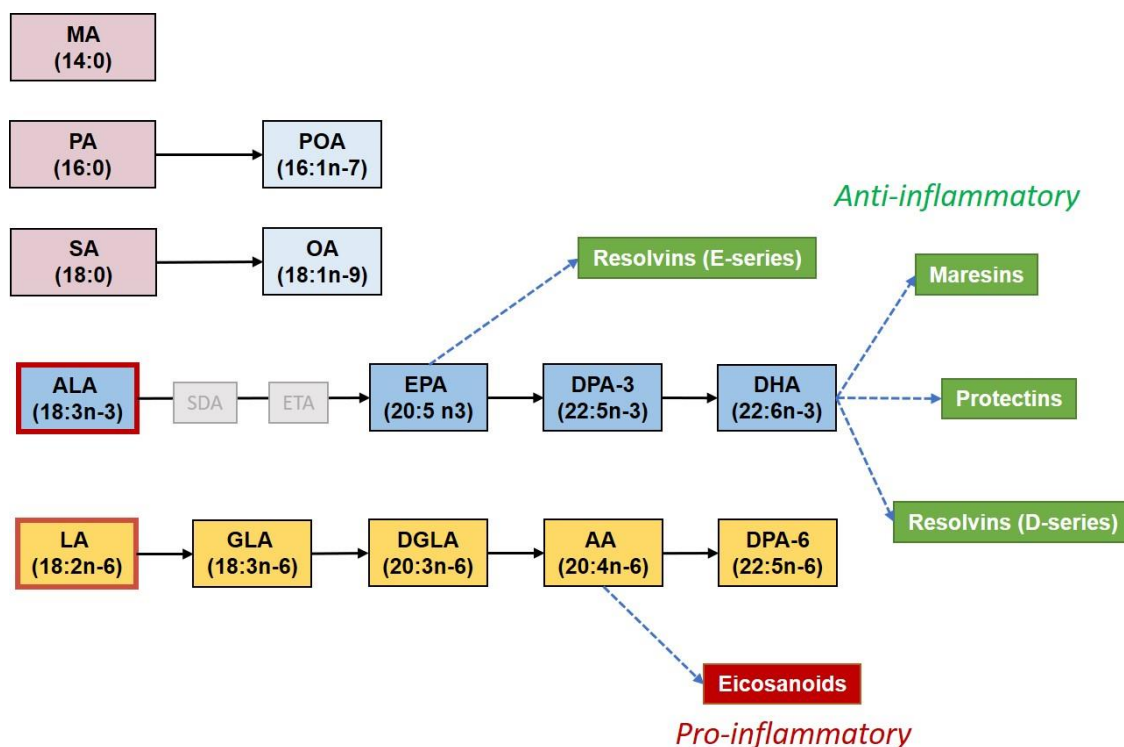 MA
(14:0)
PA
(16:0)
POA
(16:1n-7)
Anti-inflammatory
SA
(18:0)
OA
(18:1n-9)
Resolvins (E-series)
Maresins
ALA
(18:3n-3)
SDA
ETA
EPA
(20:5 n3)
DPA-3
(22:5n-3)
DHA
(22:6n-3)
Protectins
Resolvins (D-series)
LA
(18:2n-6)
GLA
(18:3n-6)
DGLA
(20:3n-6)
AA
(20:4n-6)
DPA-6
(22:5n-6)
Eicosanoids
Pro-inflammatory